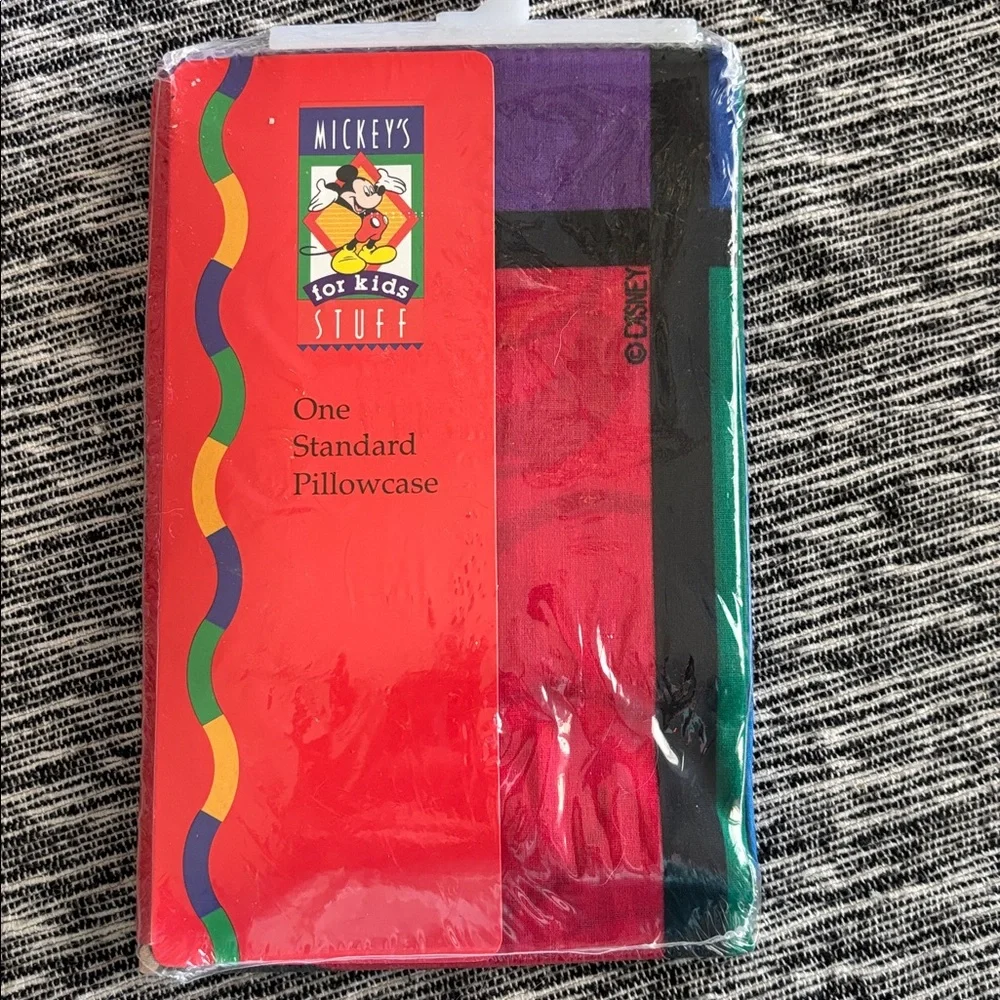 MICKEY'S
for kids
STUFF
One
Standard
Pillowcase
© DISNEY